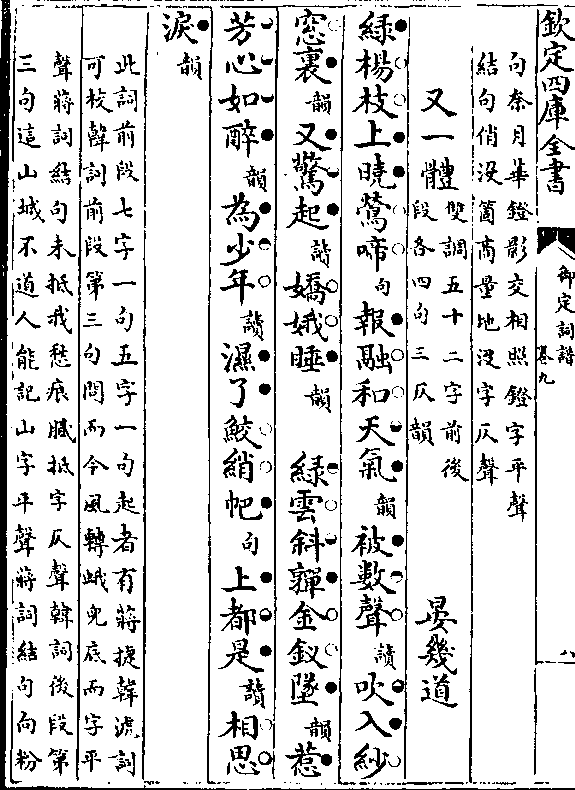 欽定四庫全書
御定詞譜
卷九
八
句奈月華鐙影交相照鐙字平聲
結句俏没箇商量地没字仄聲
又一體
雙調五十二字前後
段各四句三仄韻
晏幾道
綠楊枝上曉鶯啼句報融和天氣韻被數聲讀吹入紗
窓裏韻又驚起讀嬌娥睡韻 綠雲斜嚲金釵墜韻惹
芳心如醉韻為少年讀濕了鮫綃帊句上都是讀相思
淚韻
此詞前段七字一句五字一句起者有蔣捷韓淲詞
可校韓詞前段第三句問而今風轉蛾兒底而字平
聲蔣詞結句未抵我愁痕膩抵字仄聲韓詞後段第
三句這山城不道人能記山字平聲蔣詞結句向粉